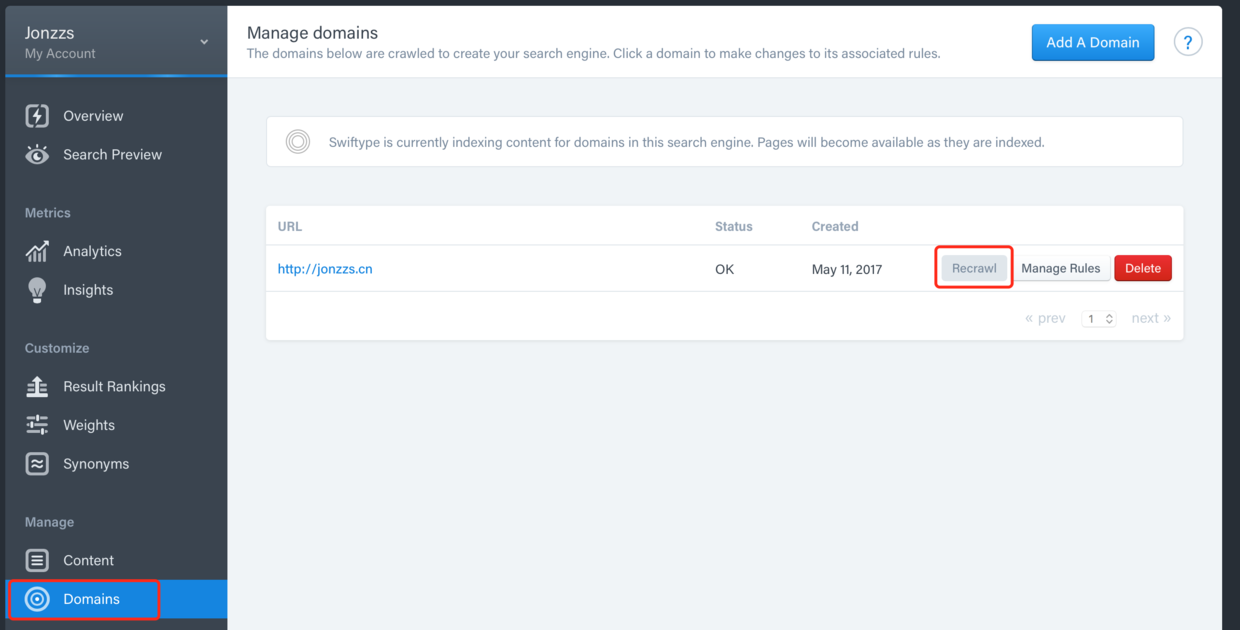 Jonzzs
My Account
Overview
Search Preview
Metrics
Analytics
Insights
Customize
Result Rankings
Weights
Synonyms
Manage
Content
Domains
Manage domains
The domains below are crawled to create your search engine. Click a domain to make changes to its associated rules.
Add A Domain
?
Swiftype is currently indexing content for domains in this search engine. Pages will become available as they are indexed.
URL Status Created
http://jonzzs.cn OK May 11, 2017 Recrawl Manage Rules Delete
« prev 1 next »